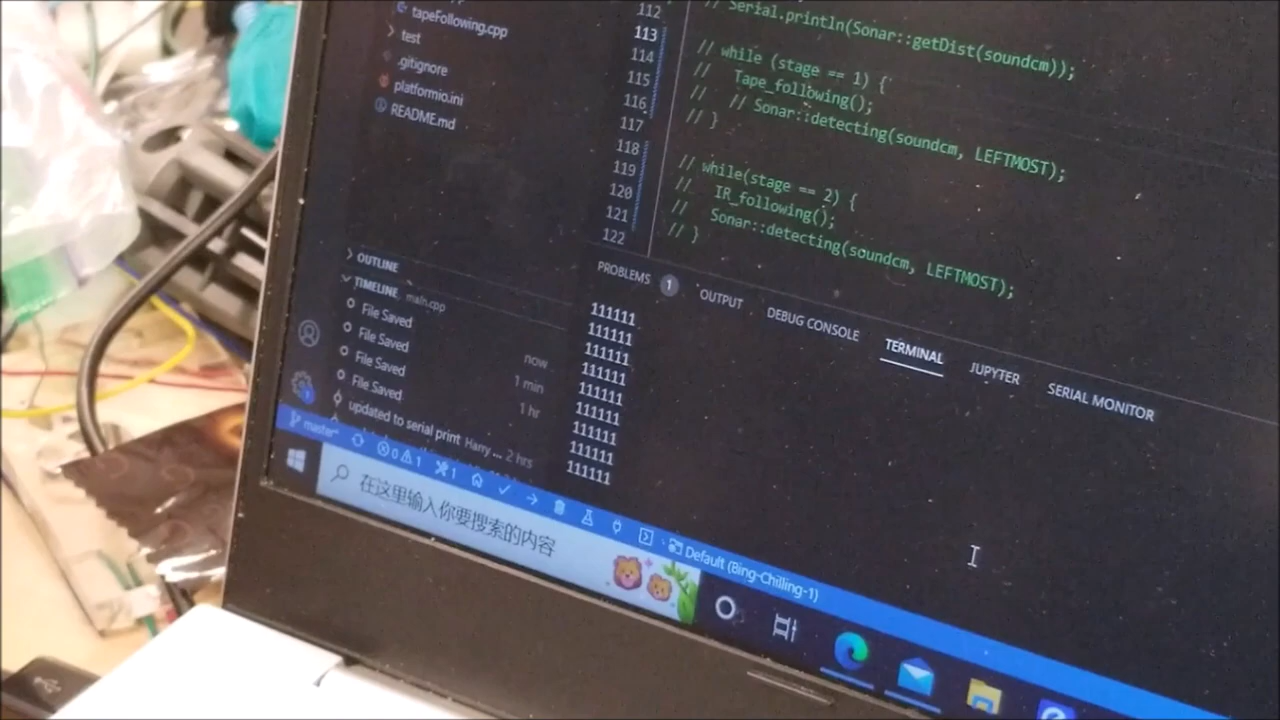 tapeFollowing.cpp
test
.gitignore
platformio.ini
README.md
OUTLINE
TIMELINE main.cpp
File Saved now
File Saved 1 min
File Saved 1 hr
File Saved
updated to serial print Harry ... 2 hrs
112 // Serial.println(Sonar::getDist(soundcm));
113
114 // while (stage == 1) {
115 // Tape_following();
116 // // Sonar::detecting(soundcm, LEFTMOST);
117 // }
118
119 // while(stage == 2) {
120 // IR_following();
121 // Sonar::detecting(soundcm, LEFTMOST);
122 // }
PROBLEMS 1 OUTPUT DEBUG CONSOLE TERMINAL JUPYTER SERIAL MONITOR
111111
111111
111111
111111
111111
111111
111111
111111
111111
master* 0 1 1 Default (Bing-Chilling-1)
在这里输入你要搜索的内容